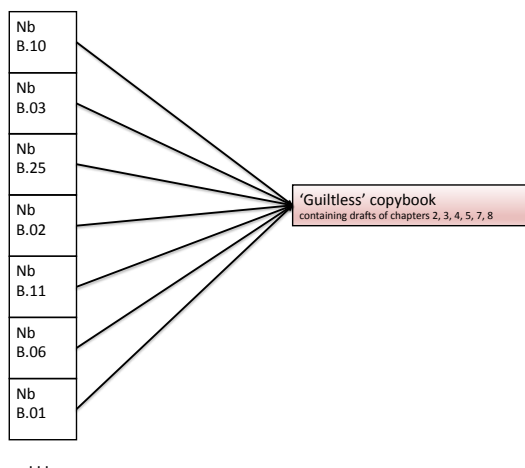 Nb
B.10
Nb
B.03
Nb
B.25
Nb
B.02
Nb
B.11
Nb
B.06
Nb
B.01
...
‘Guiltless’ copybook
containing drafts of chapters 2, 3, 4, 5, 7, 8